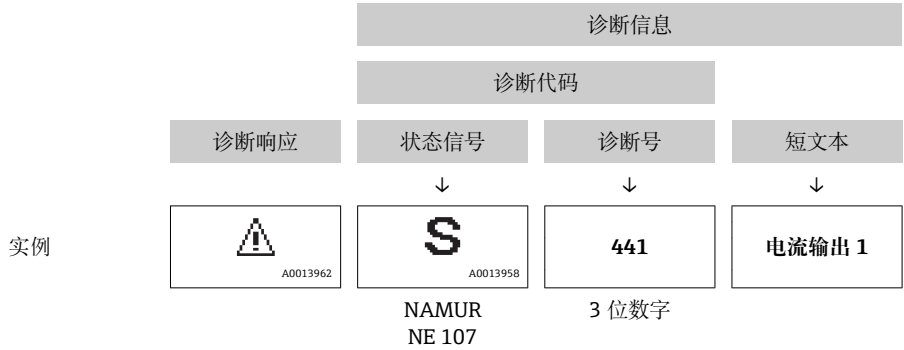 诊断信息
诊断代码
诊断响应 状态信号 诊断号 短文本
↓ ↓ ↓
实例 A0013962 S A0013958 441 电流输出 1
NAMUR 3 位数字
NE 107